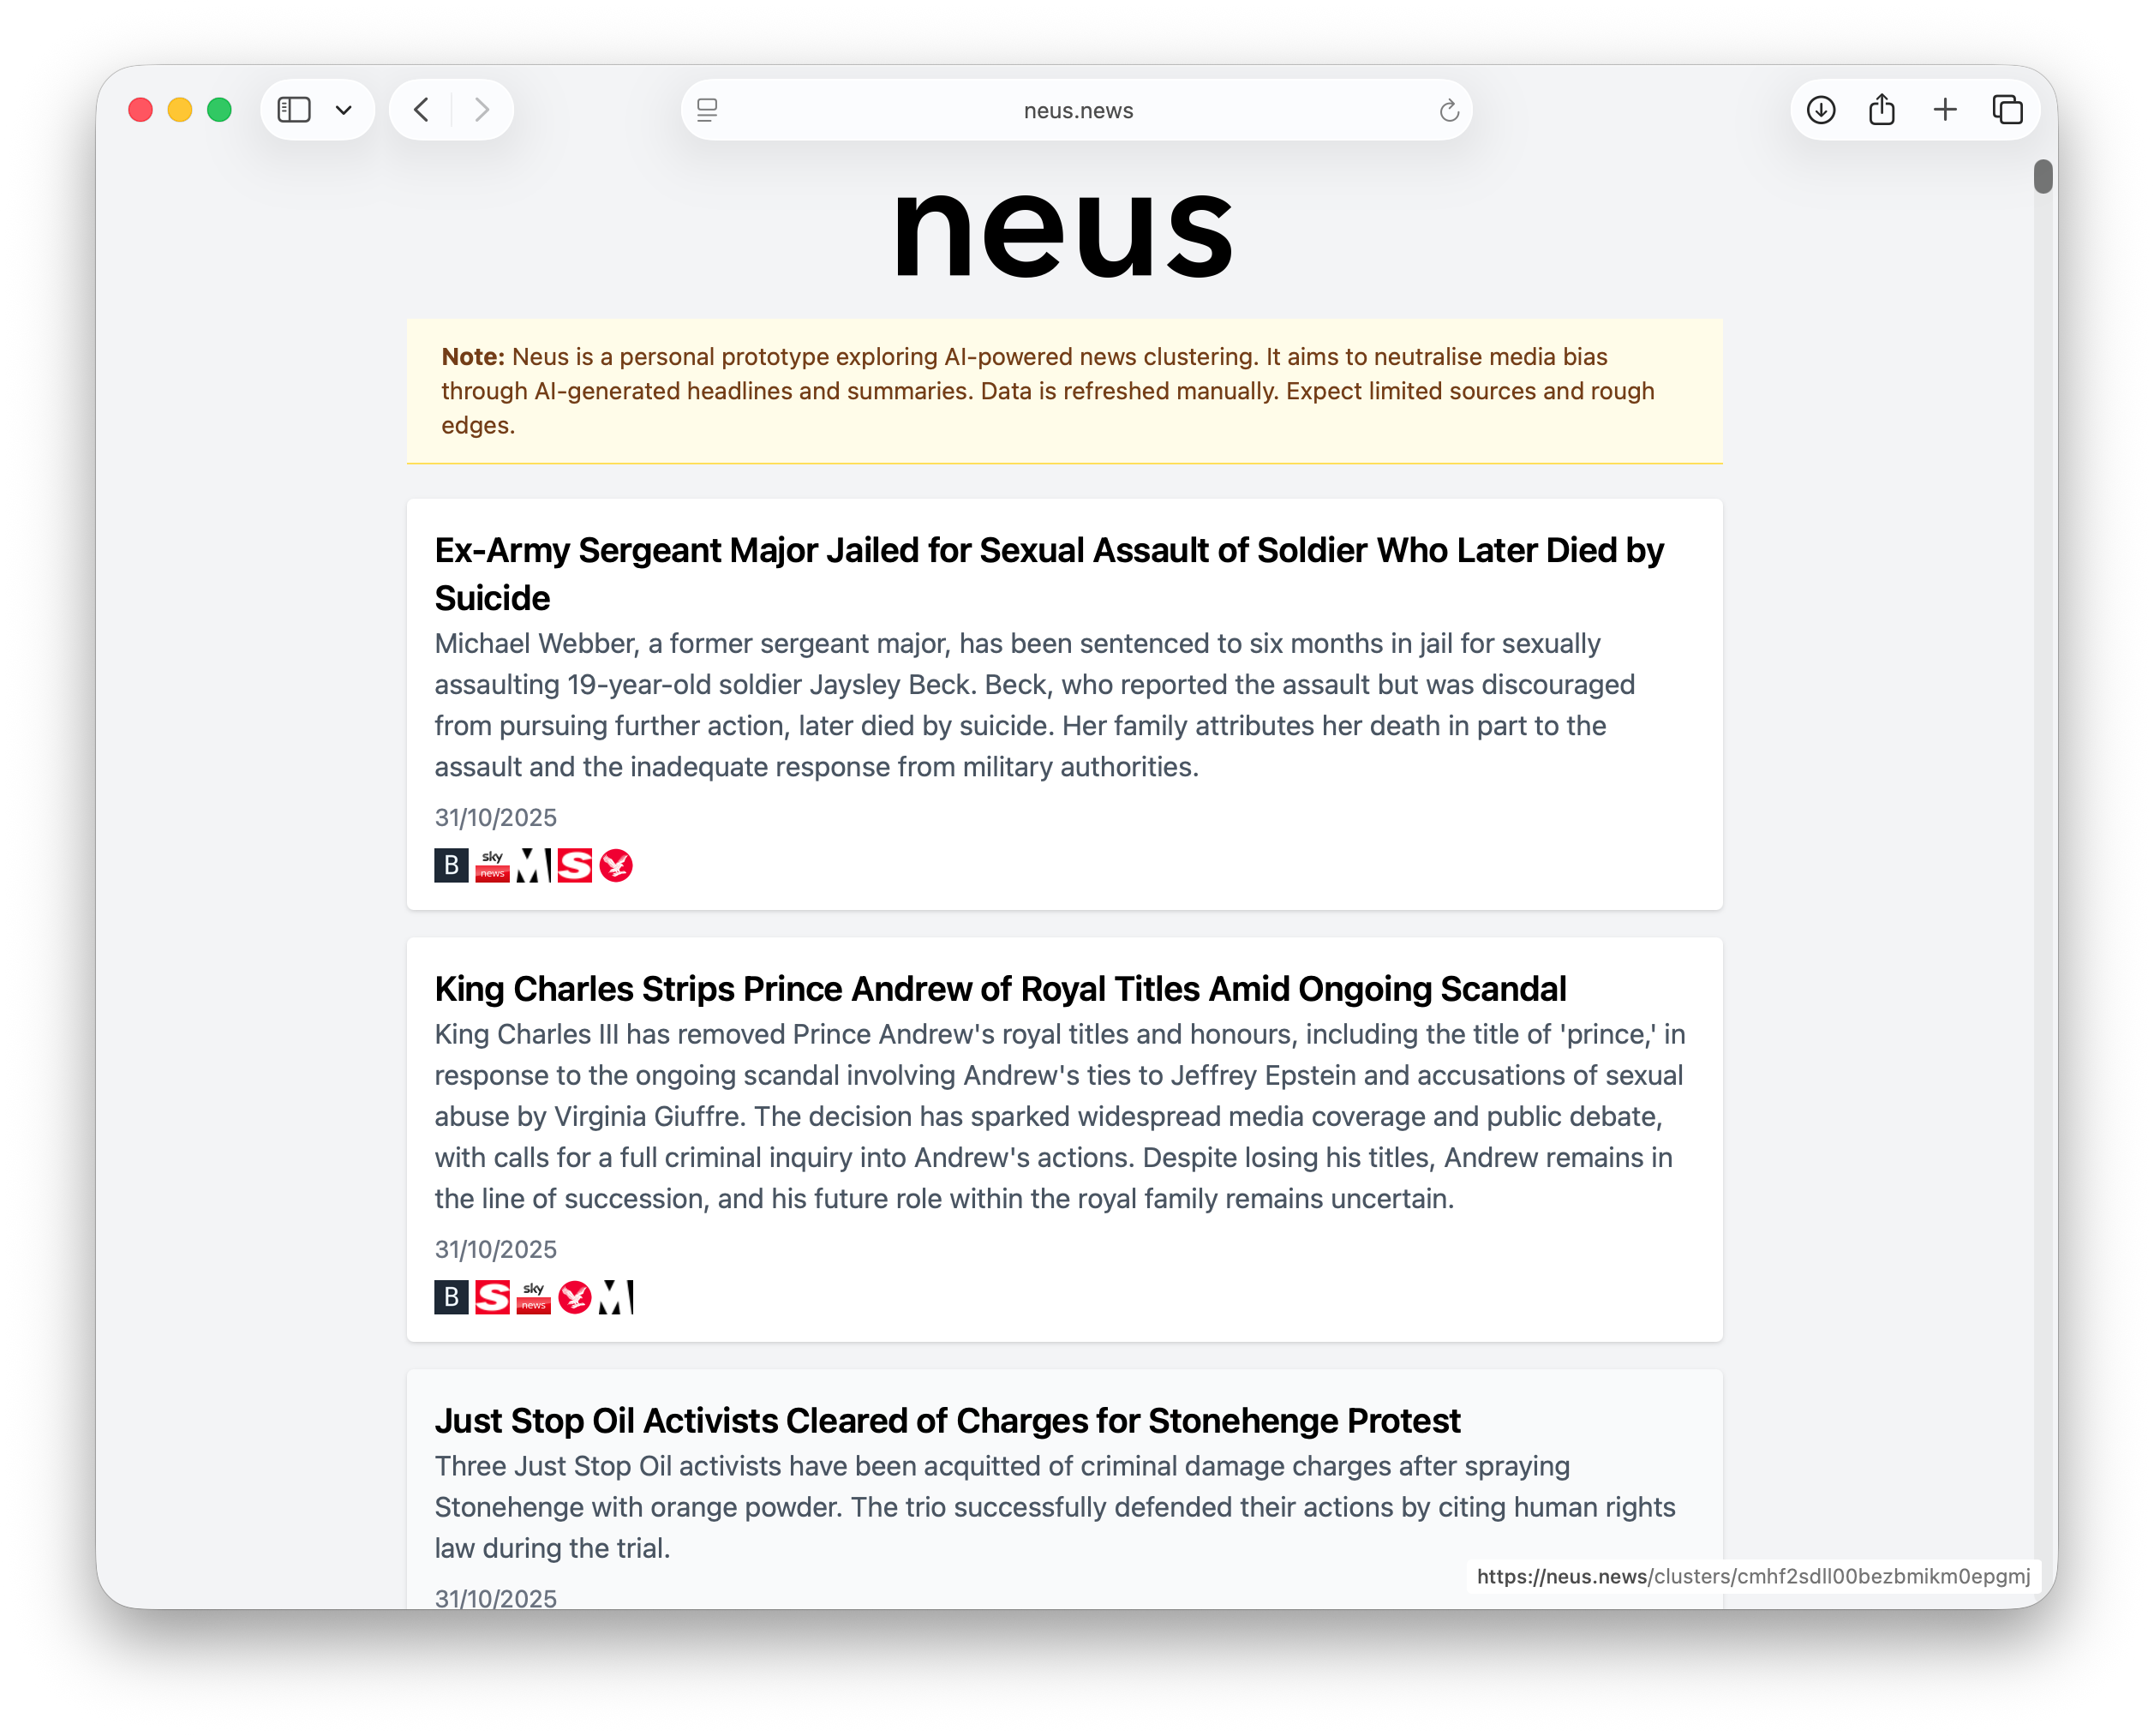 neus.news
neus
Note: Neus is a personal prototype exploring AI-powered news clustering. It aims to neutralise media bias
through AI-generated headlines and summaries. Data is refreshed manually. Expect limited sources and rough
edges.
Ex-Army Sergeant Major Jailed for Sexual Assault of Soldier Who Later Died by
Suicide
Michael Webber, a former sergeant major, has been sentenced to six months in jail for sexually
assaulting 19-year-old soldier Jaysley Beck. Beck, who reported the assault but was discouraged
from pursuing further action, later died by suicide. Her family attributes her death in part to the
assault and the inadequate response from military authorities.
31/10/2025
B sky news M S
King Charles Strips Prince Andrew of Royal Titles Amid Ongoing Scandal
King Charles III has removed Prince Andrew's royal titles and honours, including the title of 'prince,' in
response to the ongoing scandal involving Andrew's ties to Jeffrey Epstein and accusations of sexual
abuse by Virginia Giuffre. The decision has sparked widespread media coverage and public debate,
with calls for a full criminal inquiry into Andrew's actions. Despite losing his titles, Andrew remains in
the line of succession, and his future role within the royal family remains uncertain.
31/10/2025
B S sky news M
Just Stop Oil Activists Cleared of Charges for Stonehenge Protest
Three Just Stop Oil activists have been acquitted of criminal damage charges after spraying
Stonehenge with orange powder. The trio successfully defended their actions by citing human rights
law during the trial.
31/10/2025
https://neus.news/clusters/cmhf2sdll00bezbmikm0epgmj